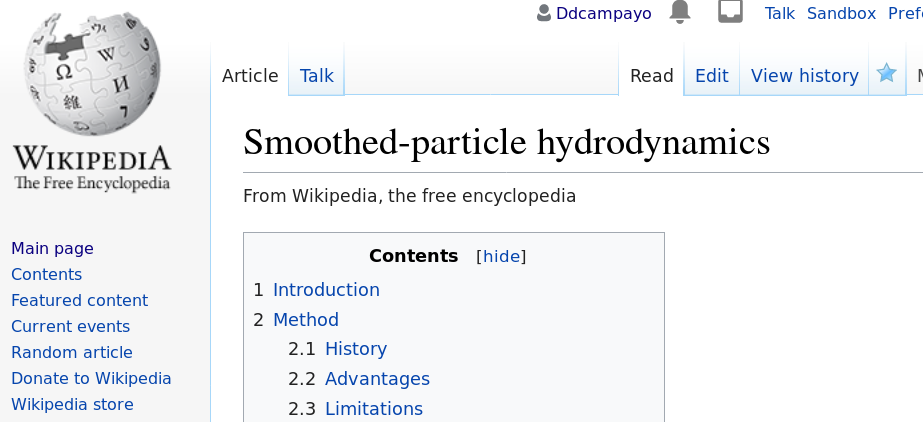 Ddcampayo Talk Sandbox
Article Talk Read Edit View history
Smoothed-particle hydrodynamics
WIKIPEDIA
The Free Encyclopedia
From Wikipedia, the free encyclopedia
Main page
Contents
Featured content
Current events
Random article
Donate to Wikipedia
Wikipedia store
Contents [hide]
1 Introduction
2 Method
2.1 History
2.2 Advantages
2.3 Limitations